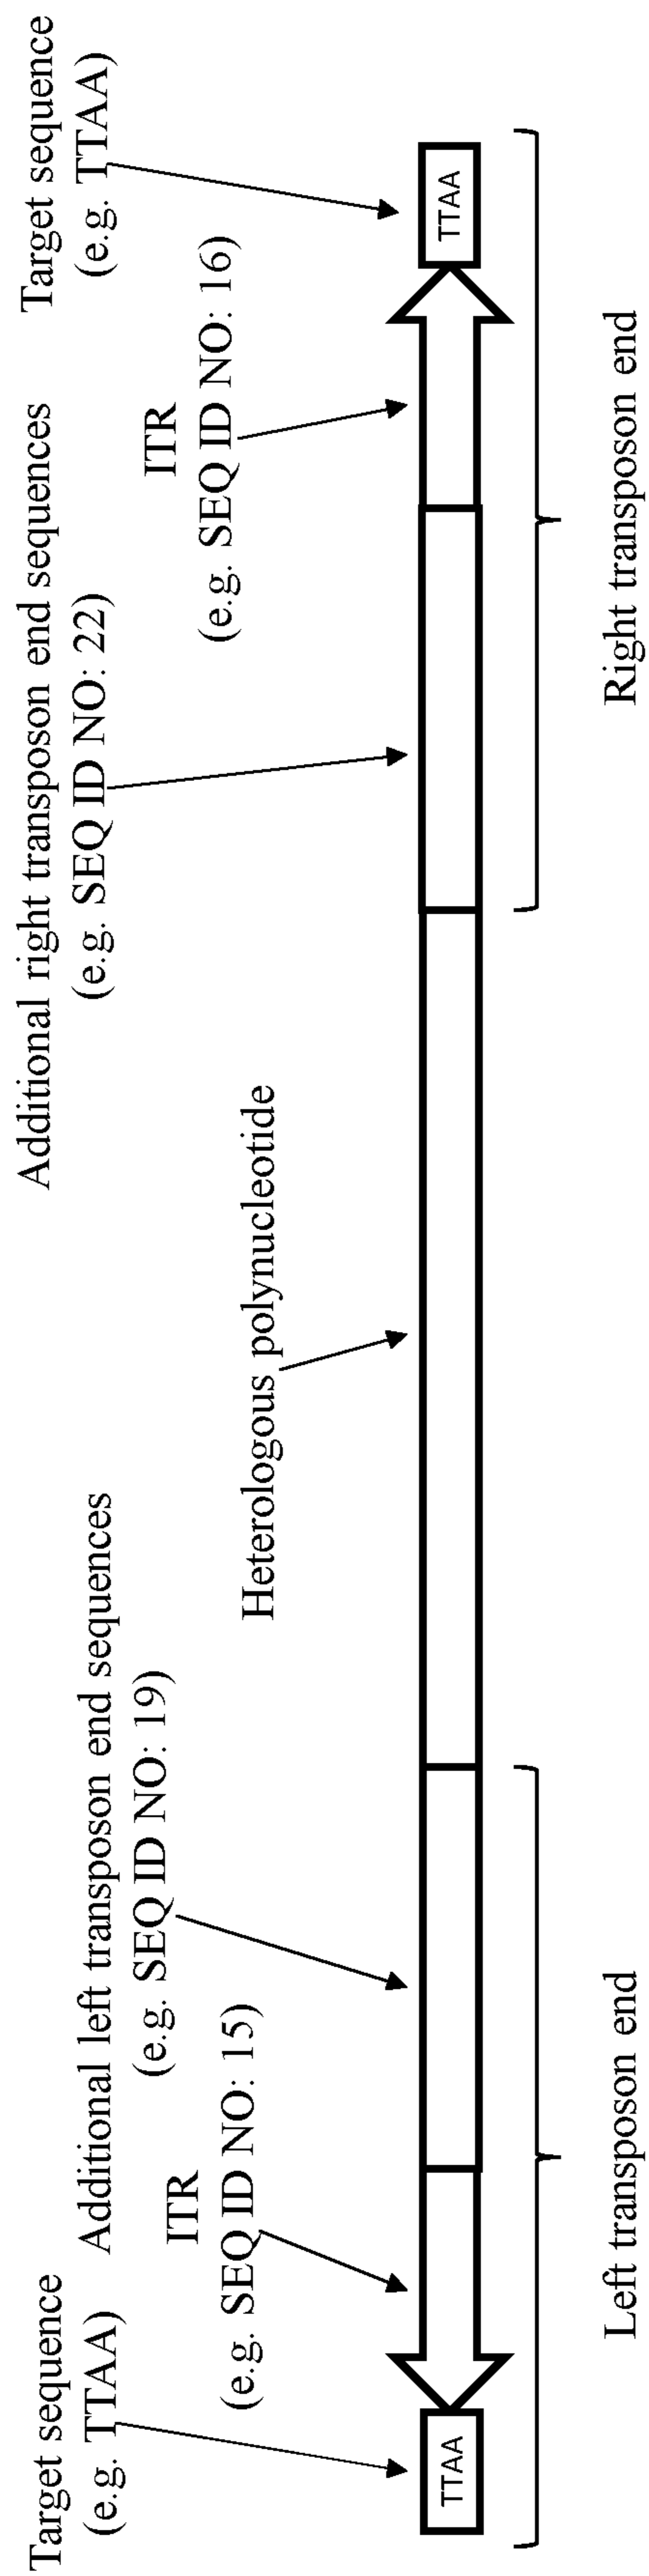 Target sequence
(e.g. TTAA)
Additional left transposon end sequences
(e.g. SEQ ID NO: 19)
ITR
(e.g. SEQ ID NO: 15)
Heterologous polynucleotide
Additional right transposon end sequences
(e.g. SEQ ID NO: 22)
ITR
(e.g. SEQ ID NO: 16)
Target sequence
(e.g. TTAA)
TTAA
TTAA
Left transposon end
Right transposon end